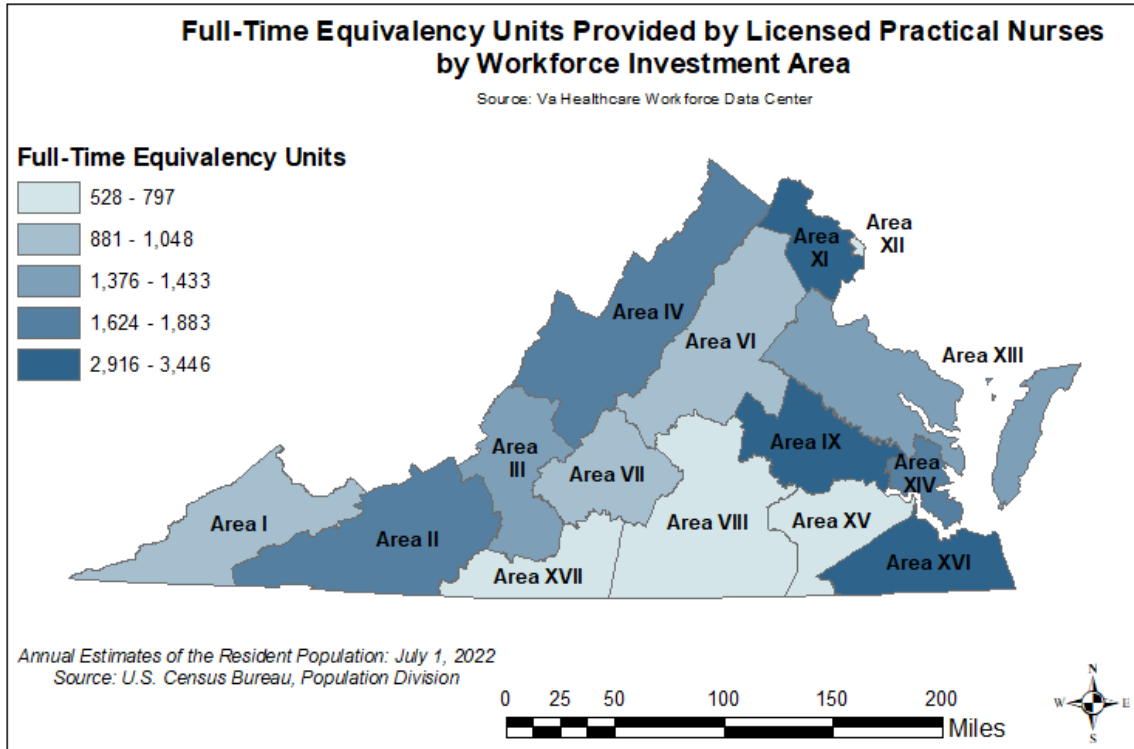 Full-Time Equivalency Units Provided by Licensed Practical Nurses
by Workforce Investment Area
Source: Va Healthcare Workforce Data Center
Full-Time Equivalency Units
528 - 797
881 - 1,048
1,376 - 1,433
1,624 - 1,883
2,916 - 3,446
Area
XII
Area
XI
Area IV
Area VI
Area XIII
Area
III
Area IX
Area VII
Area
XIV
Area I
Area II
Area VIII
Area XV
Area XVII
Area XVI
Annual Estimates of the Resident Population: July 1, 2022
Source: U.S. Census Bureau, Population Division
0 25 50 100 150 200
Miles
N
W E
S